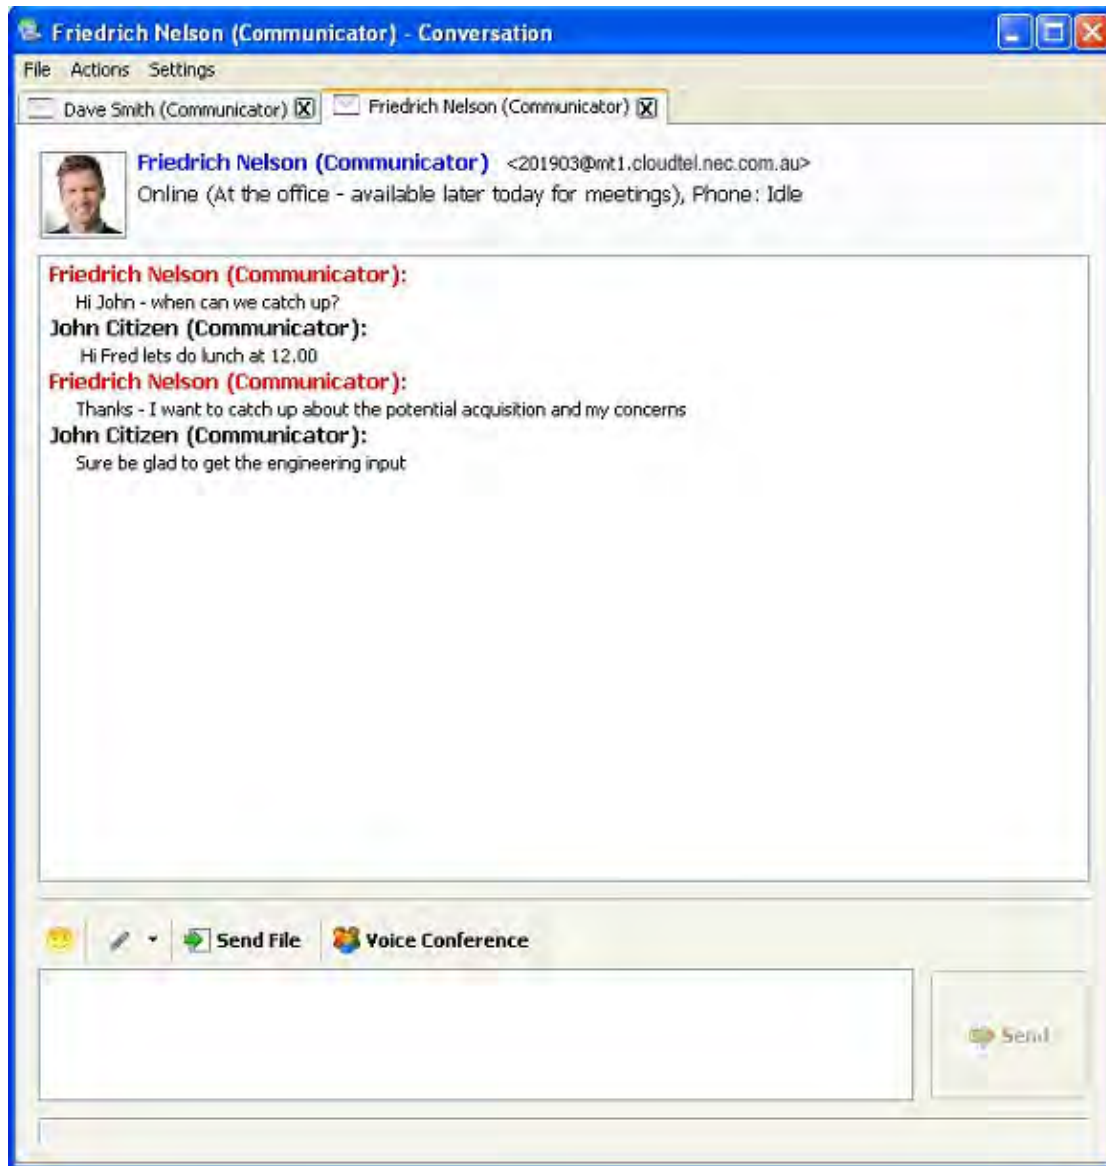 Friedrich Nelson (Communicator) - Conversation
File Actions Settings
Dave Smith (Communicator) Friedrich Nelson (Communicator)
Friedrich Nelson (Communicator) <201903@mt1.cloudtel.nec.com.au>
Online (At the office - available later today for meetings), Phone: Idle
Friedrich Nelson (Communicator):
Hi John - when can we catch up?
John Citizen (Communicator):
Hi Fred lets do lunch at 12.00
Friedrich Nelson (Communicator):
Thanks - I want to catch up about the potential acquisition and my concerns
John Citizen (Communicator):
Sure be glad to get the engineering input
Send File Voice Conference
Send